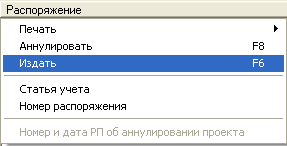 Распоряжение
Печать
Аннулировать F8
Издать F6
Статья учета
Номер распоряжения
Номер и дата РП об аннулировании проекта